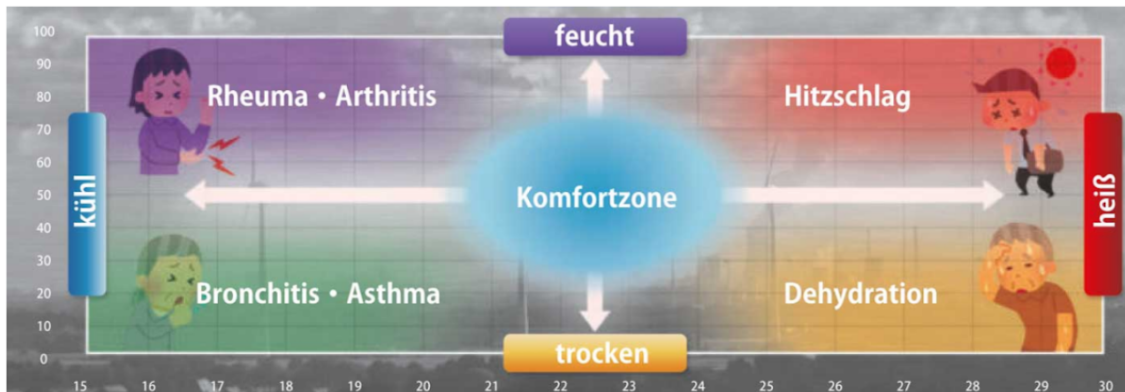 100
feucht
90
80
Rheuma • Arthritis
Hitzschlag
70
60
kühl
50
Komfortzone
heiß
40
30
20
Bronchitis • Asthma
Dehydration
10
0
trocken
15 16 17 18 19 20 21 22 23 24 25 26 27 28 29 30